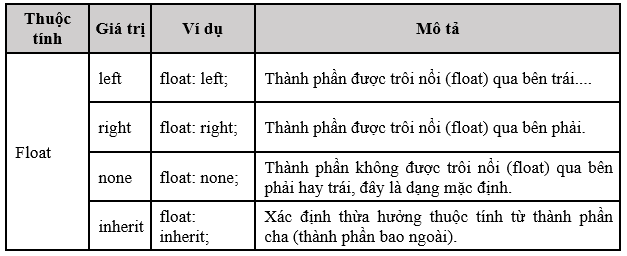 Thuộc tính Giá trị Ví dụ Mô tả
Float
left float: left; Thành phần được trôi nổi (float) qua bên trái....
right float: right; Thành phần được trôi nổi (float) qua bên phải.
none float: none; Thành phần không được trôi nổi (float) qua bên
phải hay trái, đây là dạng mặc định.
inherit float:
inherit; Xác định thừa hưởng thuộc tính từ thành phần
cha (thành phần bao ngoài).